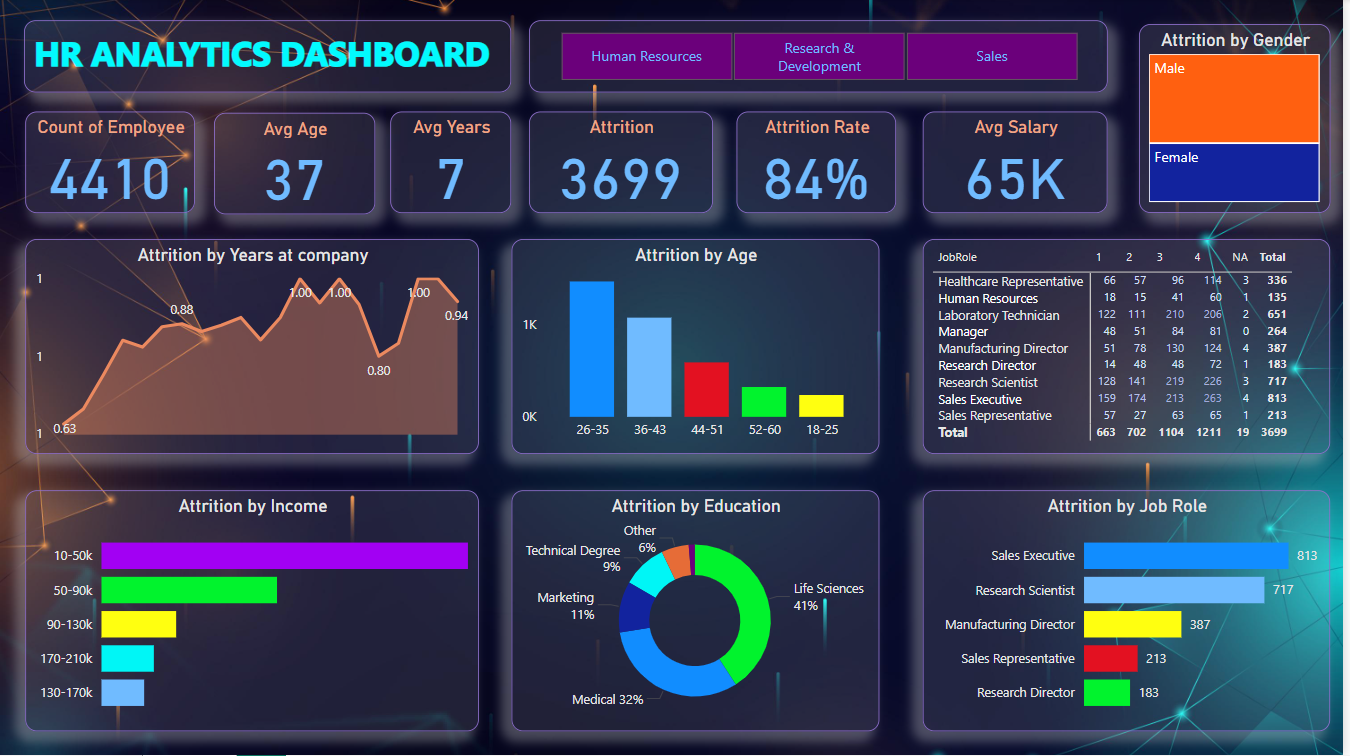 HR ANALYTICS DASHBOARD
Human Resources
Research &
Development
Sales
Attrition by Gender
Male
Female
Count of Employee
4410
Avg Age
37
Avg Years
7
Attrition
3699
Attrition Rate
84%
Avg Salary
65K
Attrition by Years at company
1
1
1
0.63
0.88
1.00
1.00
0.80
1.00
0.94
Attrition by Age
1K
0K
26-35 36-43 44-51 52-60 18-25
JobRole 1 2 3 4 NA Total
Healthcare Representative 66 57 96 114 3 336
Human Resources 18 15 41 60 1 135
Laboratory Technician 122 111 210 206 2 651
Manager 48 51 84 81 0 264
Manufacturing Director 51 78 130 124 4 387
Research Director 14 48 48 72 1 183
Research Scientist 128 141 219 226 3 717
Sales Executive 159 174 213 263 4 813
Sales Representative 57 27 63 65 1 213
Total 663 702 1104 1211 19 3699
Attrition by Income
10-50k
50-90k
90-130k
170-210k
130-170k
Attrition by Education
Other
6%
Technical Degree
9%
Marketing
11%
Life Sciences
41%
Medical 32%
Attrition by Job Role
Sales Executive 813
Research Scientist 717
Manufacturing Director 387
Sales Representative 213
Research Director 183